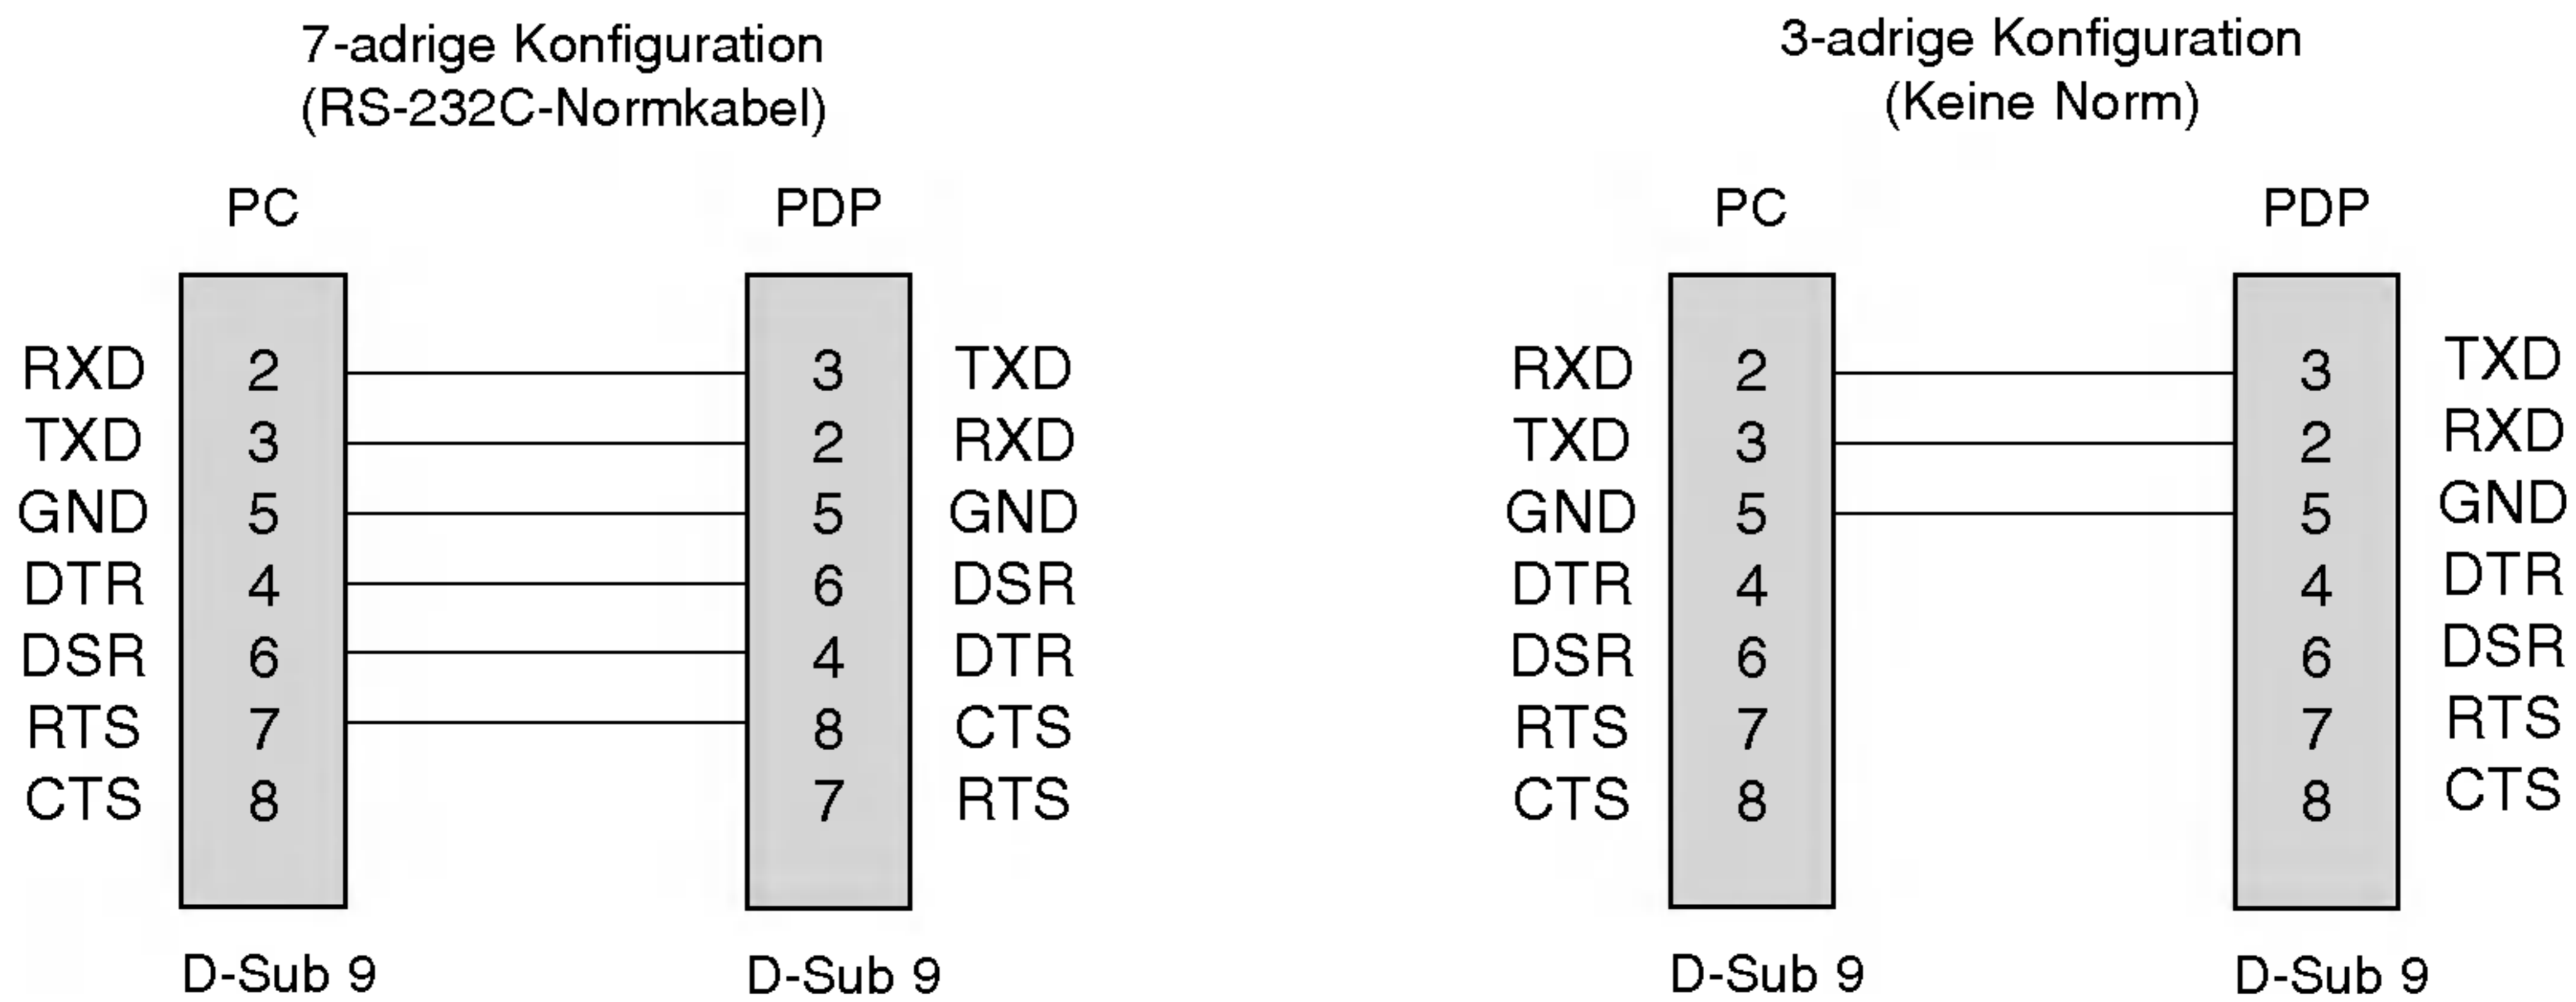 7-adrige Konfiguration
(RS-232C-Normkabel)
PC PDP
RXD 2 3 TXD
TXD 3 2 RXD
GND 5 5 GND
DTR 4 6 DSR
DSR 6 4 DTR
RTS 7 8 CTS
CTS 8 7 RTS
D-Sub 9 D-Sub 9
3-adrige Konfiguration
(Keine Norm)
PC PDP
RXD 2 3 TXD
TXD 3 2 RXD
GND 5 5 GND
DTR 4 4 DTR
DSR 6 6 DSR
RTS 7 7 RTS
CTS 8 8 CTS
D-Sub 9 D-Sub 9